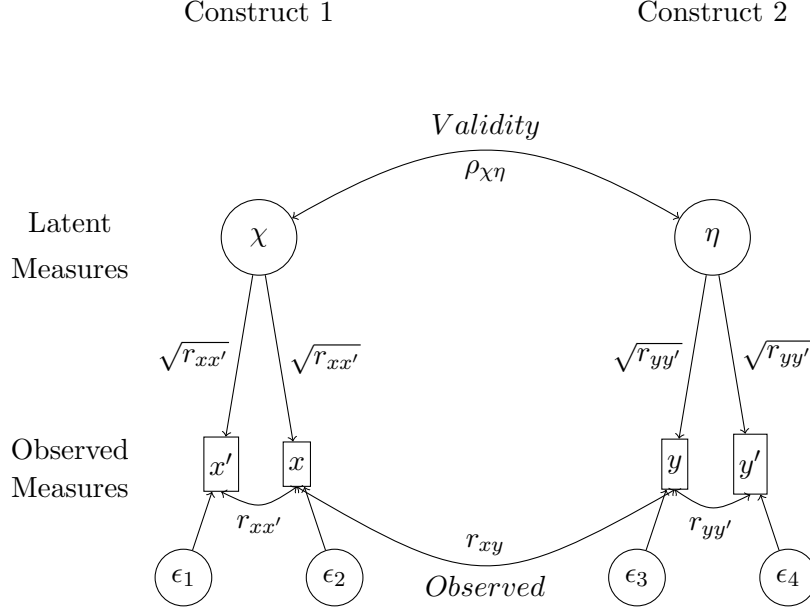 Construct 1
Construct 2
Validity
ρχη
Latent
Measures
χ
η
√rxx′
√rxx′
√ryy′
√ryy′
Observed
Measures
x′
x
y
y′
rxx′
rxy
ryy′
ϵ1
ϵ2
Observed
ϵ3
ϵ4